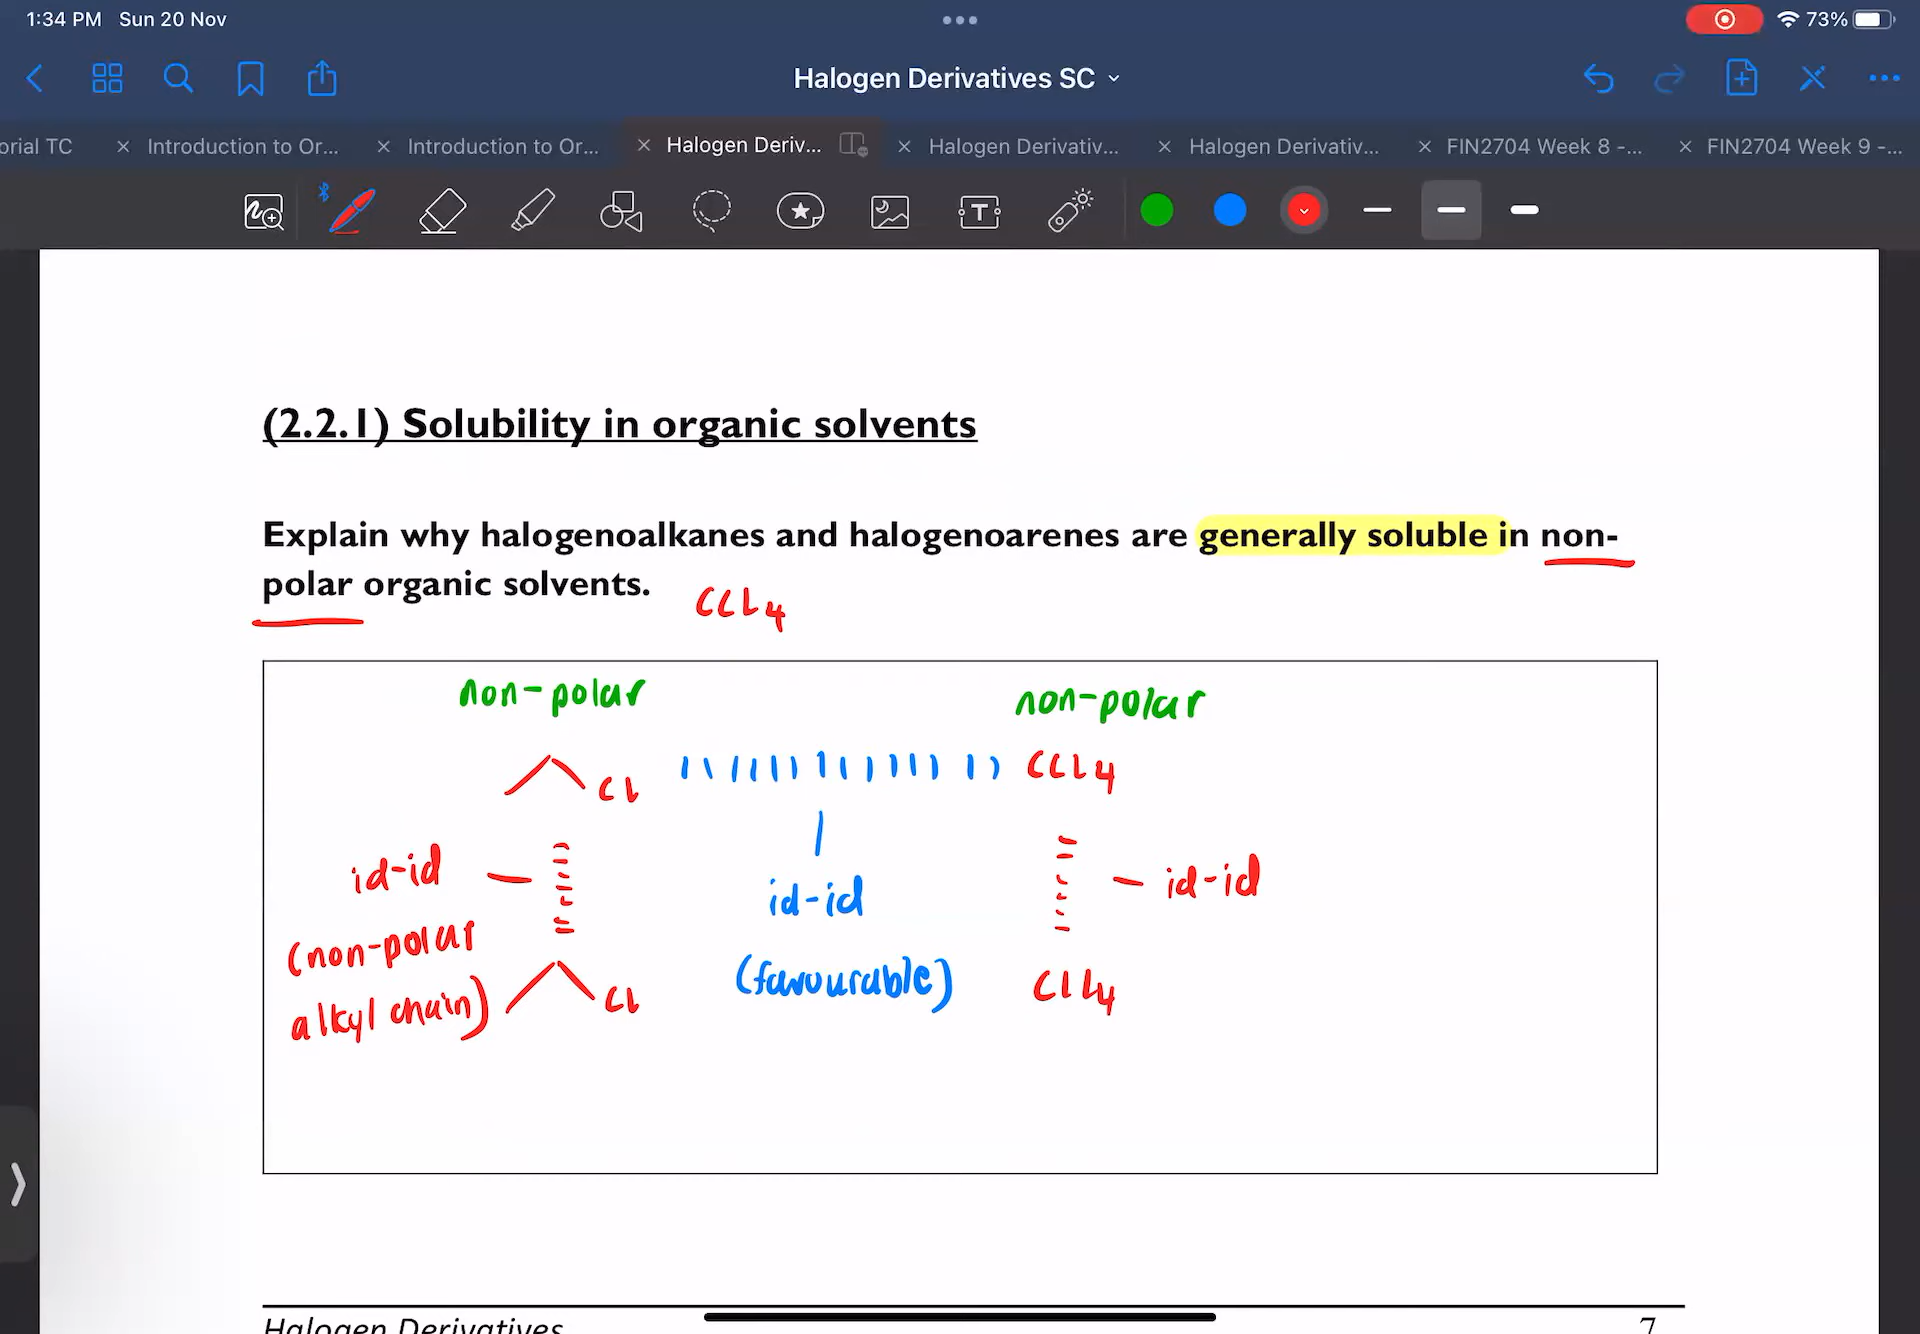 1:34 PM Sun 20 Nov
73%
Halogen Derivatives SC
orial TC
Introduction to Or...
Introduction to Or...
Halogen Deriv...
Halogen Derivativ...
Halogen Derivativ...
FIN2704 Week 8 -...
FIN2704 Week 9 -...
T
(2.2.1) Solubility in organic solvents
Explain why halogenoalkanes and halogenoarenes are generally soluble in non-
polar organic solvents.
CCl4
non-polar
non-polar
Cl
CCl4
id-id
id-id
id-id
(non-polar
alkyl chain)
Cl
(favourable)
CCl4
Halogen Derivatives
7